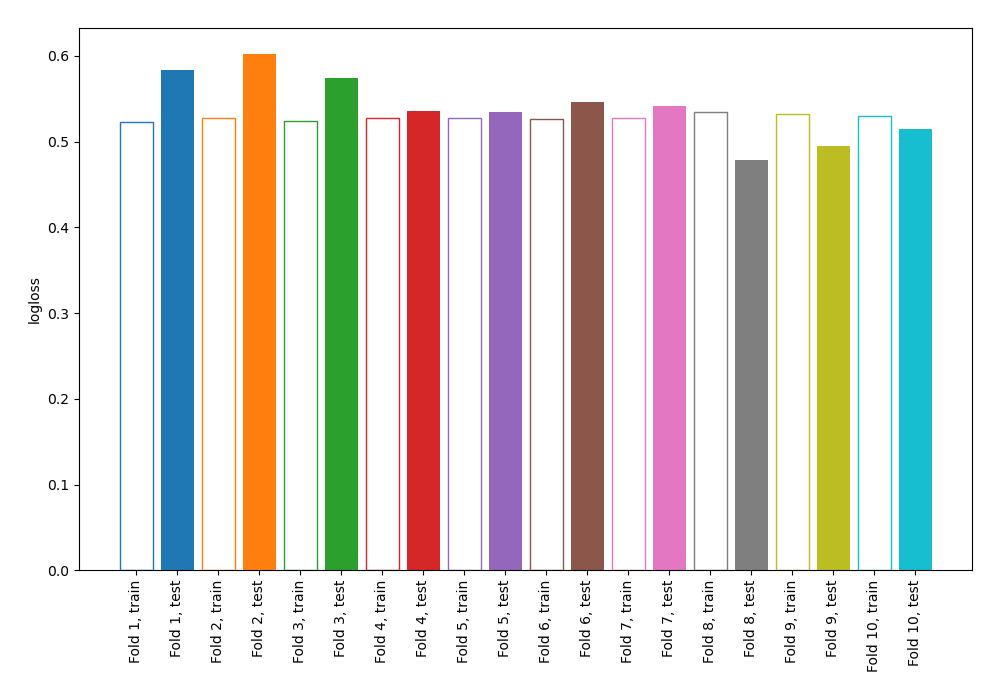 logloss
0.6
0.5
0.4
0.3
0.2
0.1
0.0
Fold 1, train
Fold 1, test
Fold 2, train
Fold 2, test
Fold 3, train
Fold 3, test
Fold 4, train
Fold 4, test
Fold 5, train
Fold 5, test
Fold 6, train
Fold 6, test
Fold 7, train
Fold 7, test
Fold 8, train
Fold 8, test
Fold 9, train
Fold 9, test
Fold 10, train
Fold 10, test